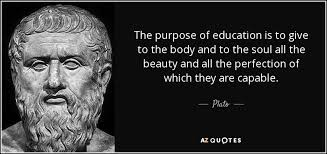 The purpose of education is to give
to the body and to the soul all the
beauty and all the perfection of
which they are capable.
Plato
AZ QUOTES